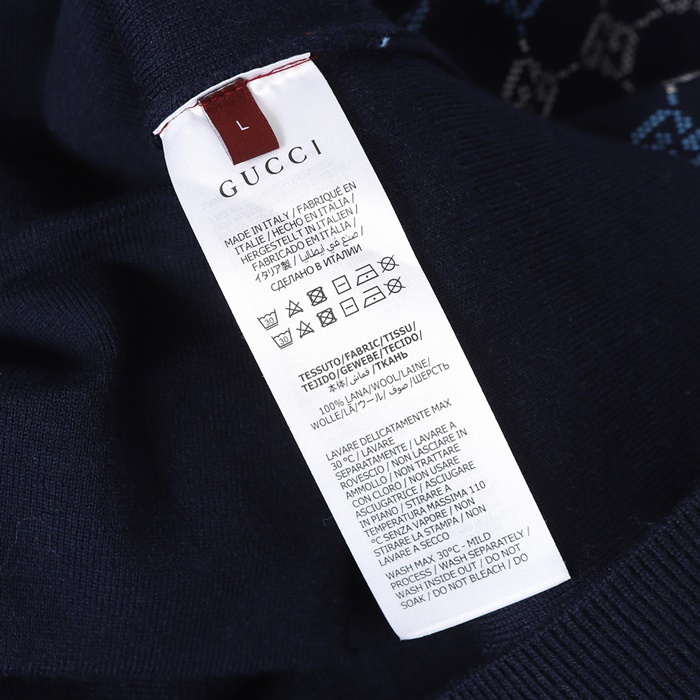 L
GUCCI
MADE IN ITALY / FABRIQUÉ EN
ITALIE / HECHO EN ITALIA /
HERGESTELLT IN ITALIEN /
FABRICADO EM ITÁLIA /
イタリア製 / صنع في إيطاليا /
СДЕЛАНО В ИТАЛИИ
30
30
TESSUTO/FABRIC/TISSU/
TEJIDO/GEWEBE/TECIDO/
本体/قماش/ТКАНЬ
100% LANA/WOOL/LAINE/
WOLLE/LÃ/ウール/صوف/ШЕРСТЬ
LAVARE DELICATAMENTE MAX
30 °C / LAVARE
SEPARATAMENTE / LAVARE A
ROVESCIO / NON LASCIARE IN
AMMOLLO / NON TRATTARE
CON CLORO / NON USARE
ASCIUGATRICE / ASCIUGARE
IN PIANO / STIRARE A
TEMPERATURA MASSIMA 110
°C SENZA VAPORE / NON
STIRARE LA STAMPA / NON
LAVARE A SECCO
WASH MAX 30°C - MILD
PROCESS / WASH SEPARATELY /
WASH INSIDE OUT / DO NOT
SOAK / DO NOT BLEACH / DO